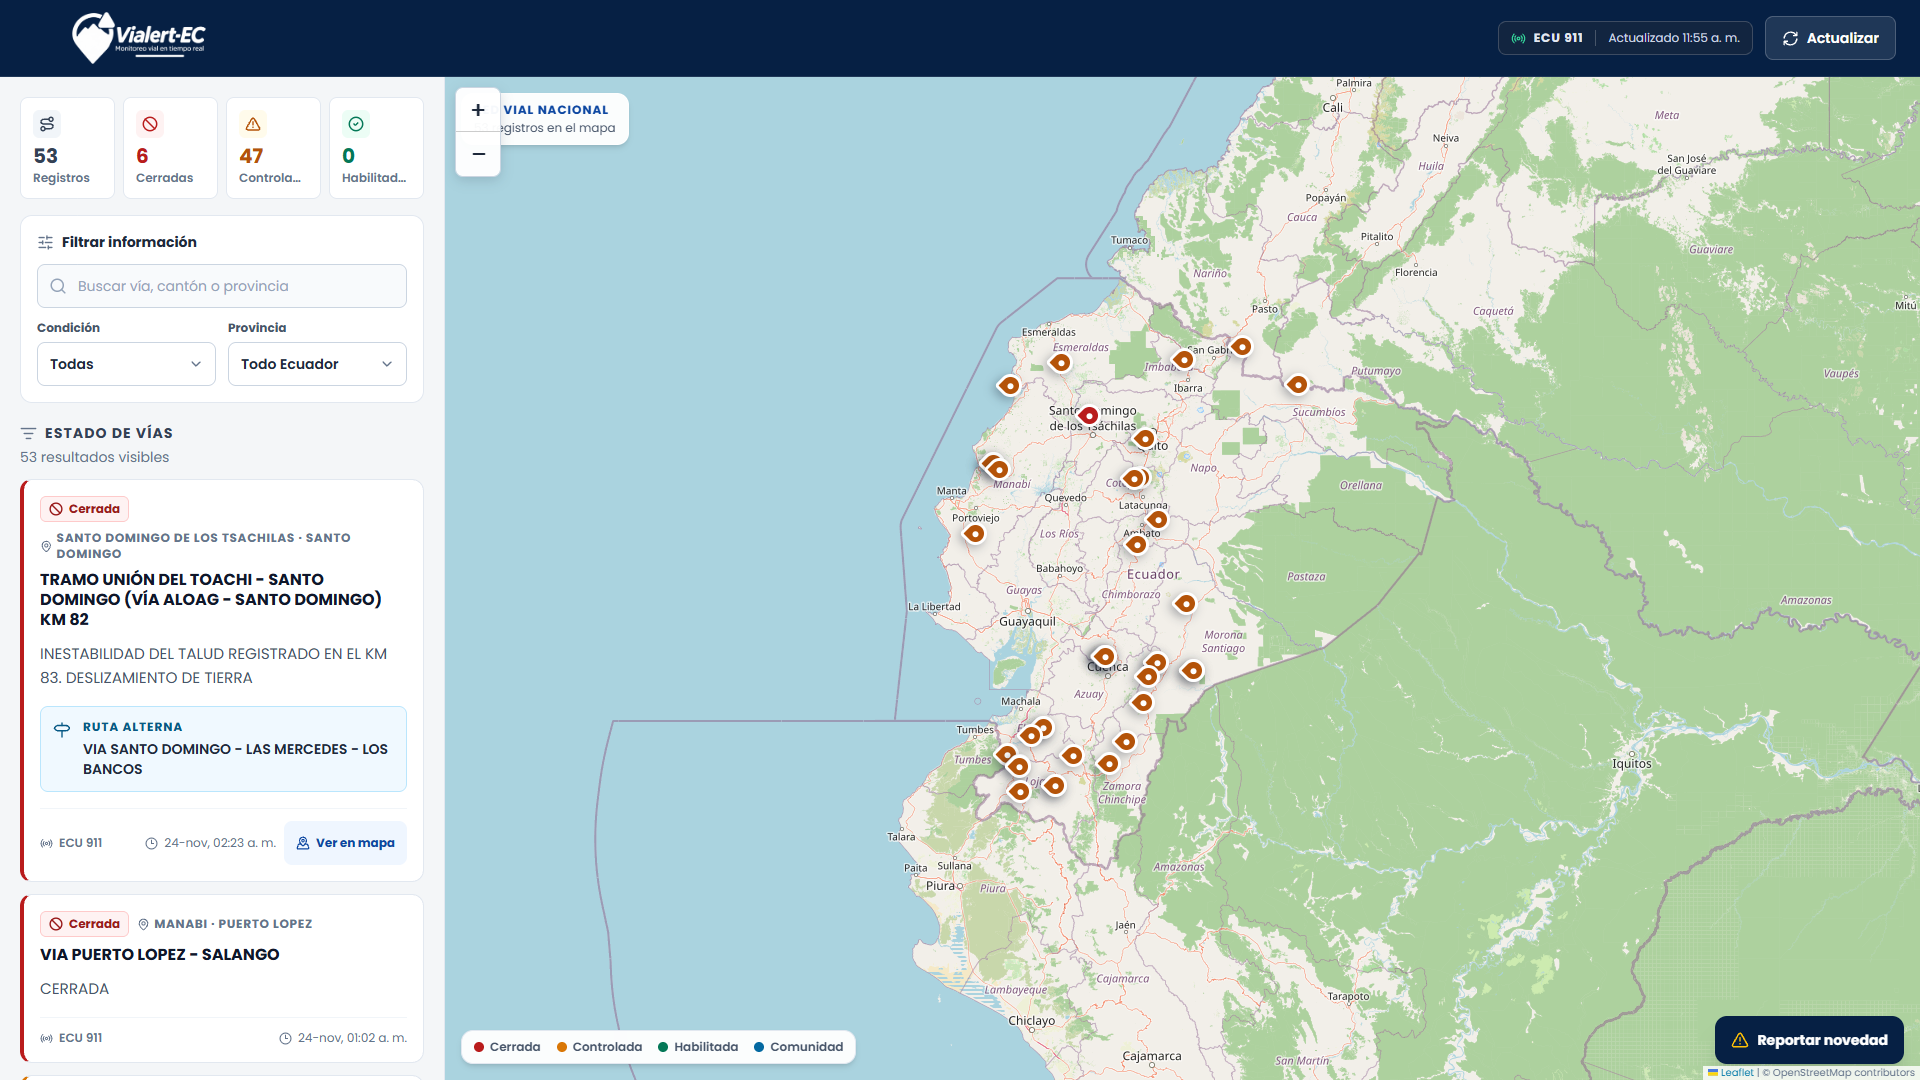 Vialert-EC
Monitoreo vial en tiempo real
ECU 911
Actualizado 11:55 a. m.
Actualizar
53
Registros
6
Cerradas
47
Controla...
0
Habilitad...
Filtrar información
Buscar vía, cantón o provincia
Condición
Provincia
Todas
Todo Ecuador
ESTADO DE VÍAS
53 resultados visibles
Cerrada
SANTO DOMINGO DE LOS TSACHILAS · SANTO
DOMINGO
TRAMO UNIÓN DEL TOACHI - SANTO
DOMINGO (VÍA ALOAG - SANTO DOMINGO)
KM 82
INESTABILIDAD DEL TALUD REGISTRADO EN EL KM
83. DESLIZAMIENTO DE TIERRA
RUTA ALTERNA
VIA SANTO DOMINGO - LAS MERCEDES - LOS
BANCOS
ECU 911
24-nov, 02:23 a. m.
Ver en mapa
Cerrada
MANABI · PUERTO LOPEZ
VIA PUERTO LOPEZ - SALANGO
CERRADA
ECU 911
24-nov, 01:02 a. m.
+
−
VIAL NACIONAL
egistros en el mapa
Palmira
Cali
Meta
Neiva
Huila
San José
del Guaviare
Popayán
Cauca
Pitalito
Tumaco
Guaviare
Florencia
Nariño
Caquetá
Mitú
Pasto
Esmeraldas
Esmeraldas
San Gabr
Imbab
Ibarra
Putumayo
Vaupés
Sucumbíos
Sant mingo
de los Tsáchilas
ito
Napo
Manabí
Cot
Orellana
Manta
Quevedo
Latacunga
Portoviejo
Los Ríos
Ambato
Babahoyo
Ecuador
Pastaza
Guayas
Chimborazo
La Libertad
Amazonas
Guayaquil
Morona
Santiago
Cuenca
Azuay
Machala
Tumbes
Tumbes
Loja
Zamora
Chinchipe
Iquitos
Talara
Paita
Sullana
Amazonas
Piura
Piura
Jaén
Cajamarca
Lambayeque
Tarapoto
Chiclayo
Cajamarca
San Martín
Cerrada
Controlada
Habilitada
Comunidad
Reportar novedad
Leaflet | © OpenStreetMap contributors